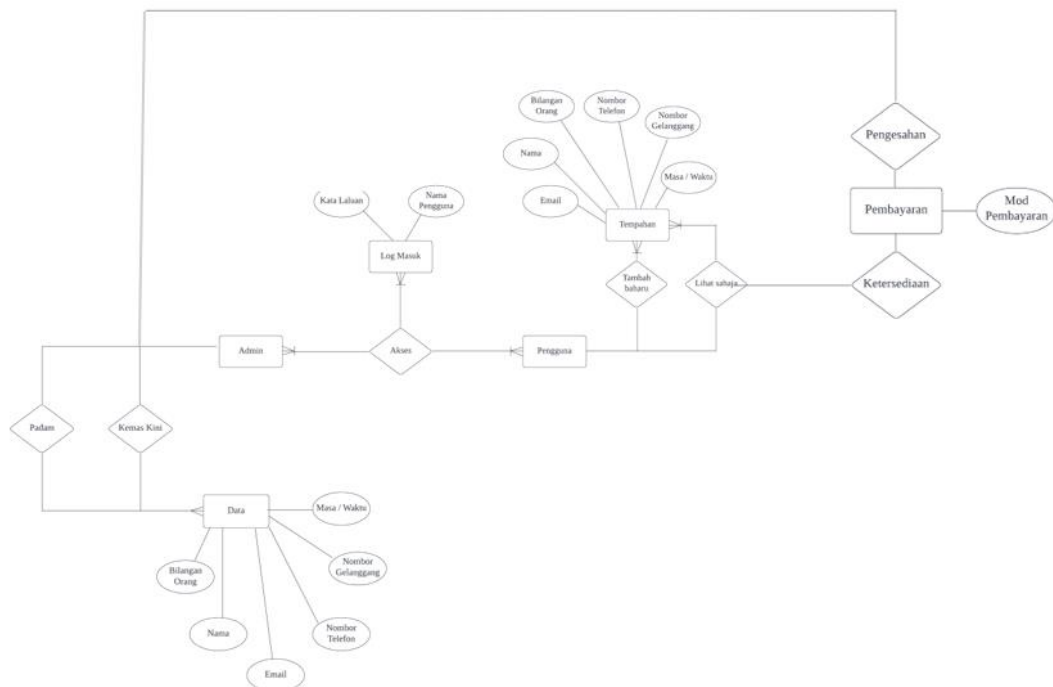 Pengesahan
Bilangan
Orang
Nombor
Telefon
Nombor
Gelanggang
Nama
Masa / Waktu
Email
Tempahan
Kata Laluan
Nama
Pengguna
Log Masuk
Pembayaran
Mod
Pembayaran
Tambah
baharu
Lihat sahaja
Ketersediaan
Admin
Akses
Pengguna
Padam
Kemas Kini
Data
Masa / Waktu
Bilangan
Orang
Nombor
Gelanggang
Nama
Nombor
Telefon
Email